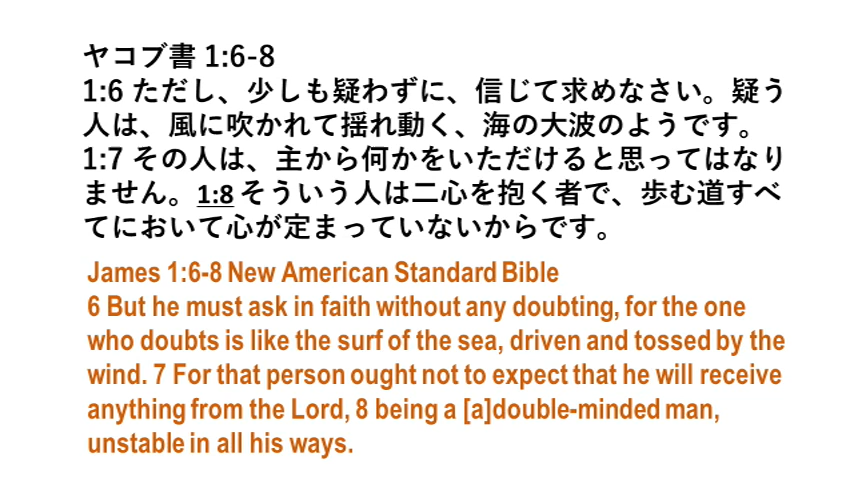 ヤコブ書 1:6-8
1:6 ただし、少しも疑わずに、信じて求めなさい。疑う
人は、風に吹かれて揺れ動く、海の大波のようです。
1:7 その人は、主から何かをいただけると思ってはなり
ません。 1:8 そういう人は二心を抱く者で、歩む道すべ
てにおいて心が定まっていないからです。
James 1:6-8 New American Standard Bible
6 But he must ask in faith without any doubting, for the one
who doubts is like the surf of the sea, driven and tossed by the
wind. 7 For that person ought not to expect that he will receive
anything from the Lord, 8 being a [a]double-minded man,
unstable in all his ways.